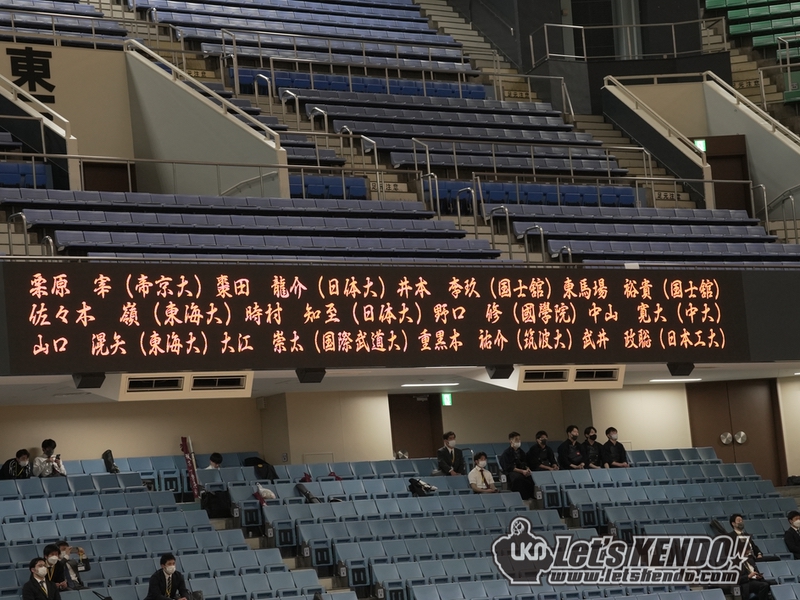 東
栗原 宰（帝京大）棗田 龍介（日体大）井本 李玖（国士舘）東馬場 裕貴（国士舘）
佐々木 嶺（東海大）時村 知至（日体大）野口 修（國學院）中山 寛大（中大）
山口 滉矢（東海大）大江 崇太（国際武道大）重黒木 祐介（筑波大）武井 政聡（日本工大）
UKn Let's KENDO!
www.letskendo.com